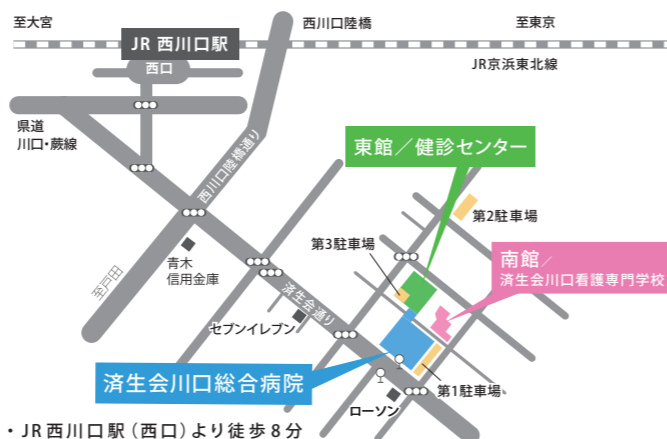 至大宮
西川口陸橋
至東京
JR 西川口駅
JR京浜東北線
西口
県道
川口・蕨線
西川口陸橋通り
東館／健診センター
第2駐車場
第3駐車場
南館／
済生会川口看護専門学校
青木
信用金庫
至戸田
済生会通り
セブンイレブン
済生会川口総合病院
第1駐車場
ローソン
・JR西川口駅（西口）より徒歩8分